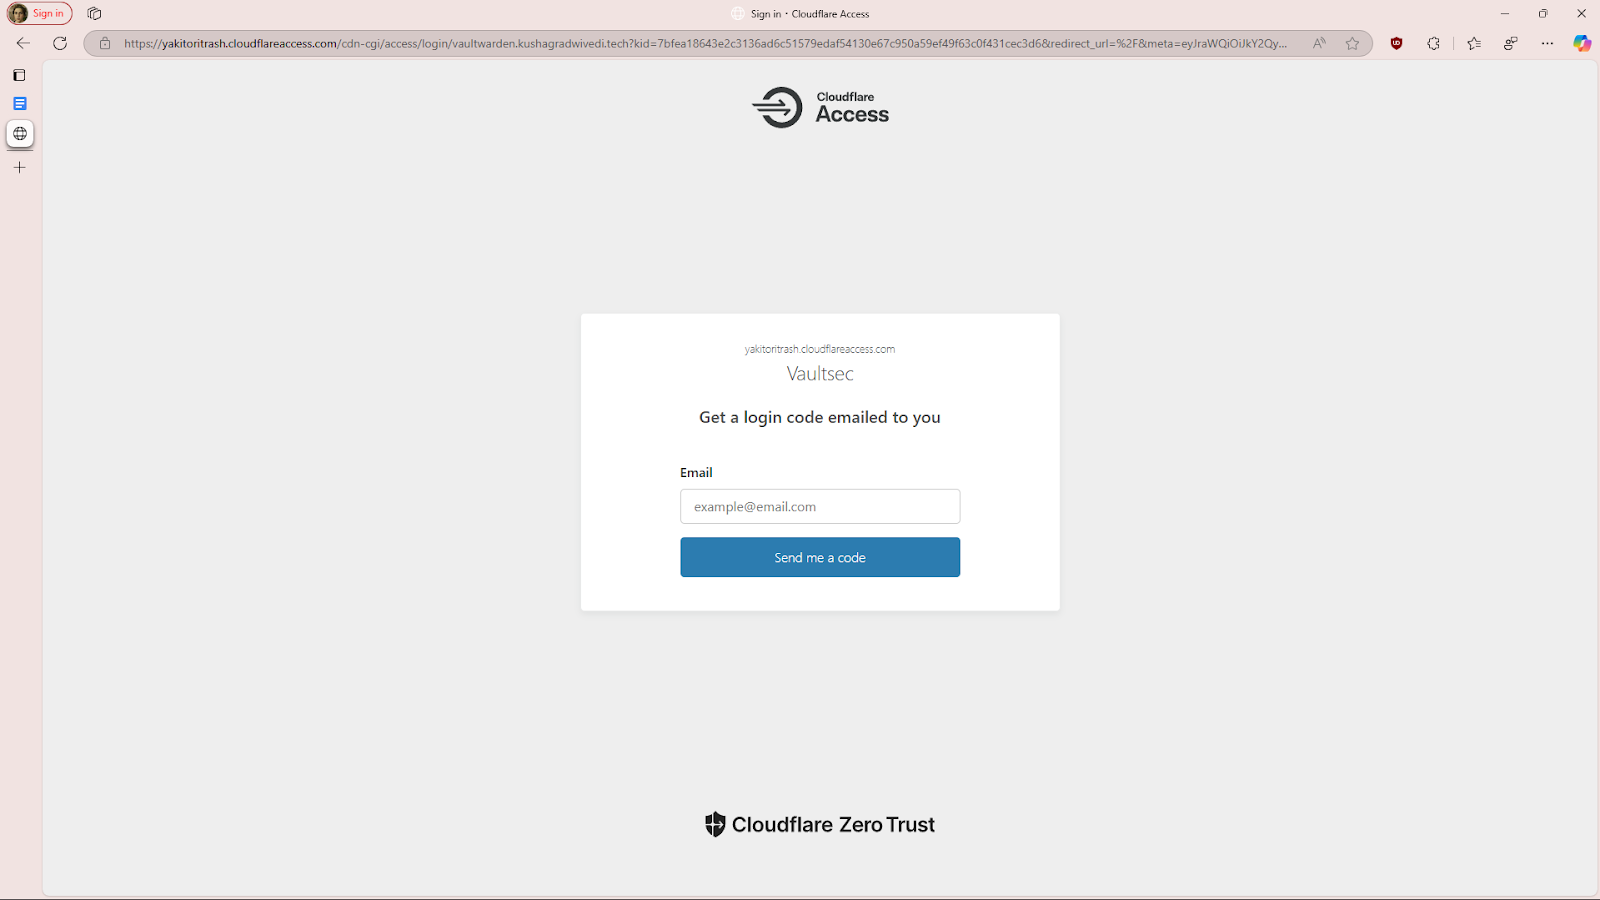 Sign in
Sign in · Cloudflare Access
https://yakitoritrash.cloudflareaccess.com/cdn-cgi/access/login/vaultwarden.kushagradwivedi.tech?kid=7bfea18643e2c3136ad6c51579edaf54130e67c950a59ef49f63c0f431cec3d6&redirect_url=%2F&meta=eyJraWQiOiJkY2Qy...
Cloudflare
Access
yakitoritrash.cloudflareaccess.com
Vaultsec
Get a login code emailed to you
Email
example@email.com
Send me a code
Cloudflare Zero Trust